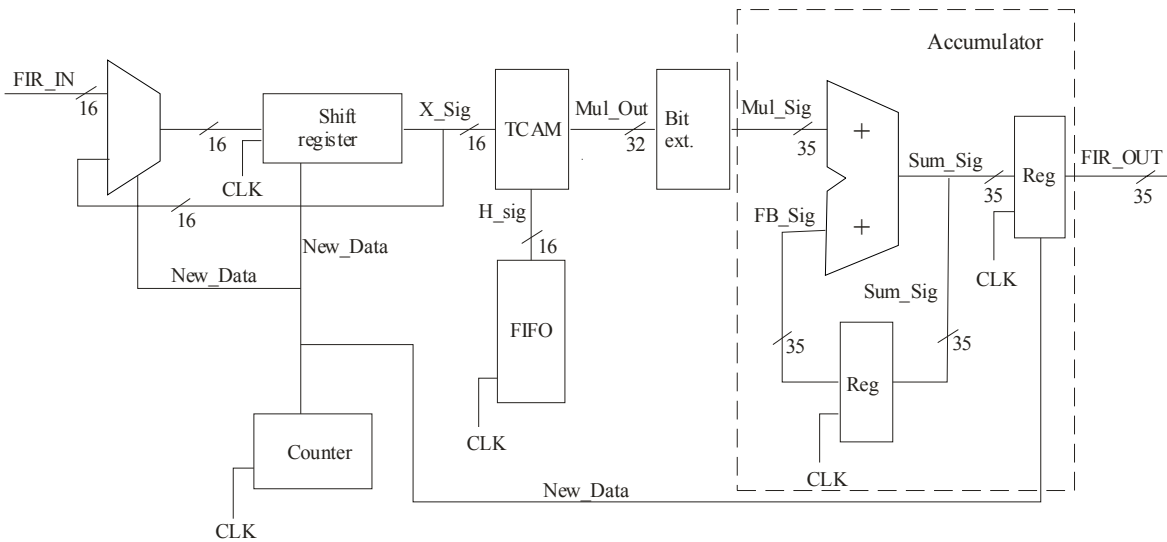 Accumulator
FIR_IN
16
16
Shift
register
CLK
X_Sig
16
TCAM
Mul_Out
32
Bit
ext.
Mul_Sig
35
+
+
Sum_Sig
35
Reg
FIR_OUT
35
16
H_sig
16
FB_Sig
New_Data
New_Data
CLK
Sum_Sig
FIFO
35
35
Reg
CLK
CLK
Counter
New_Data
CLK